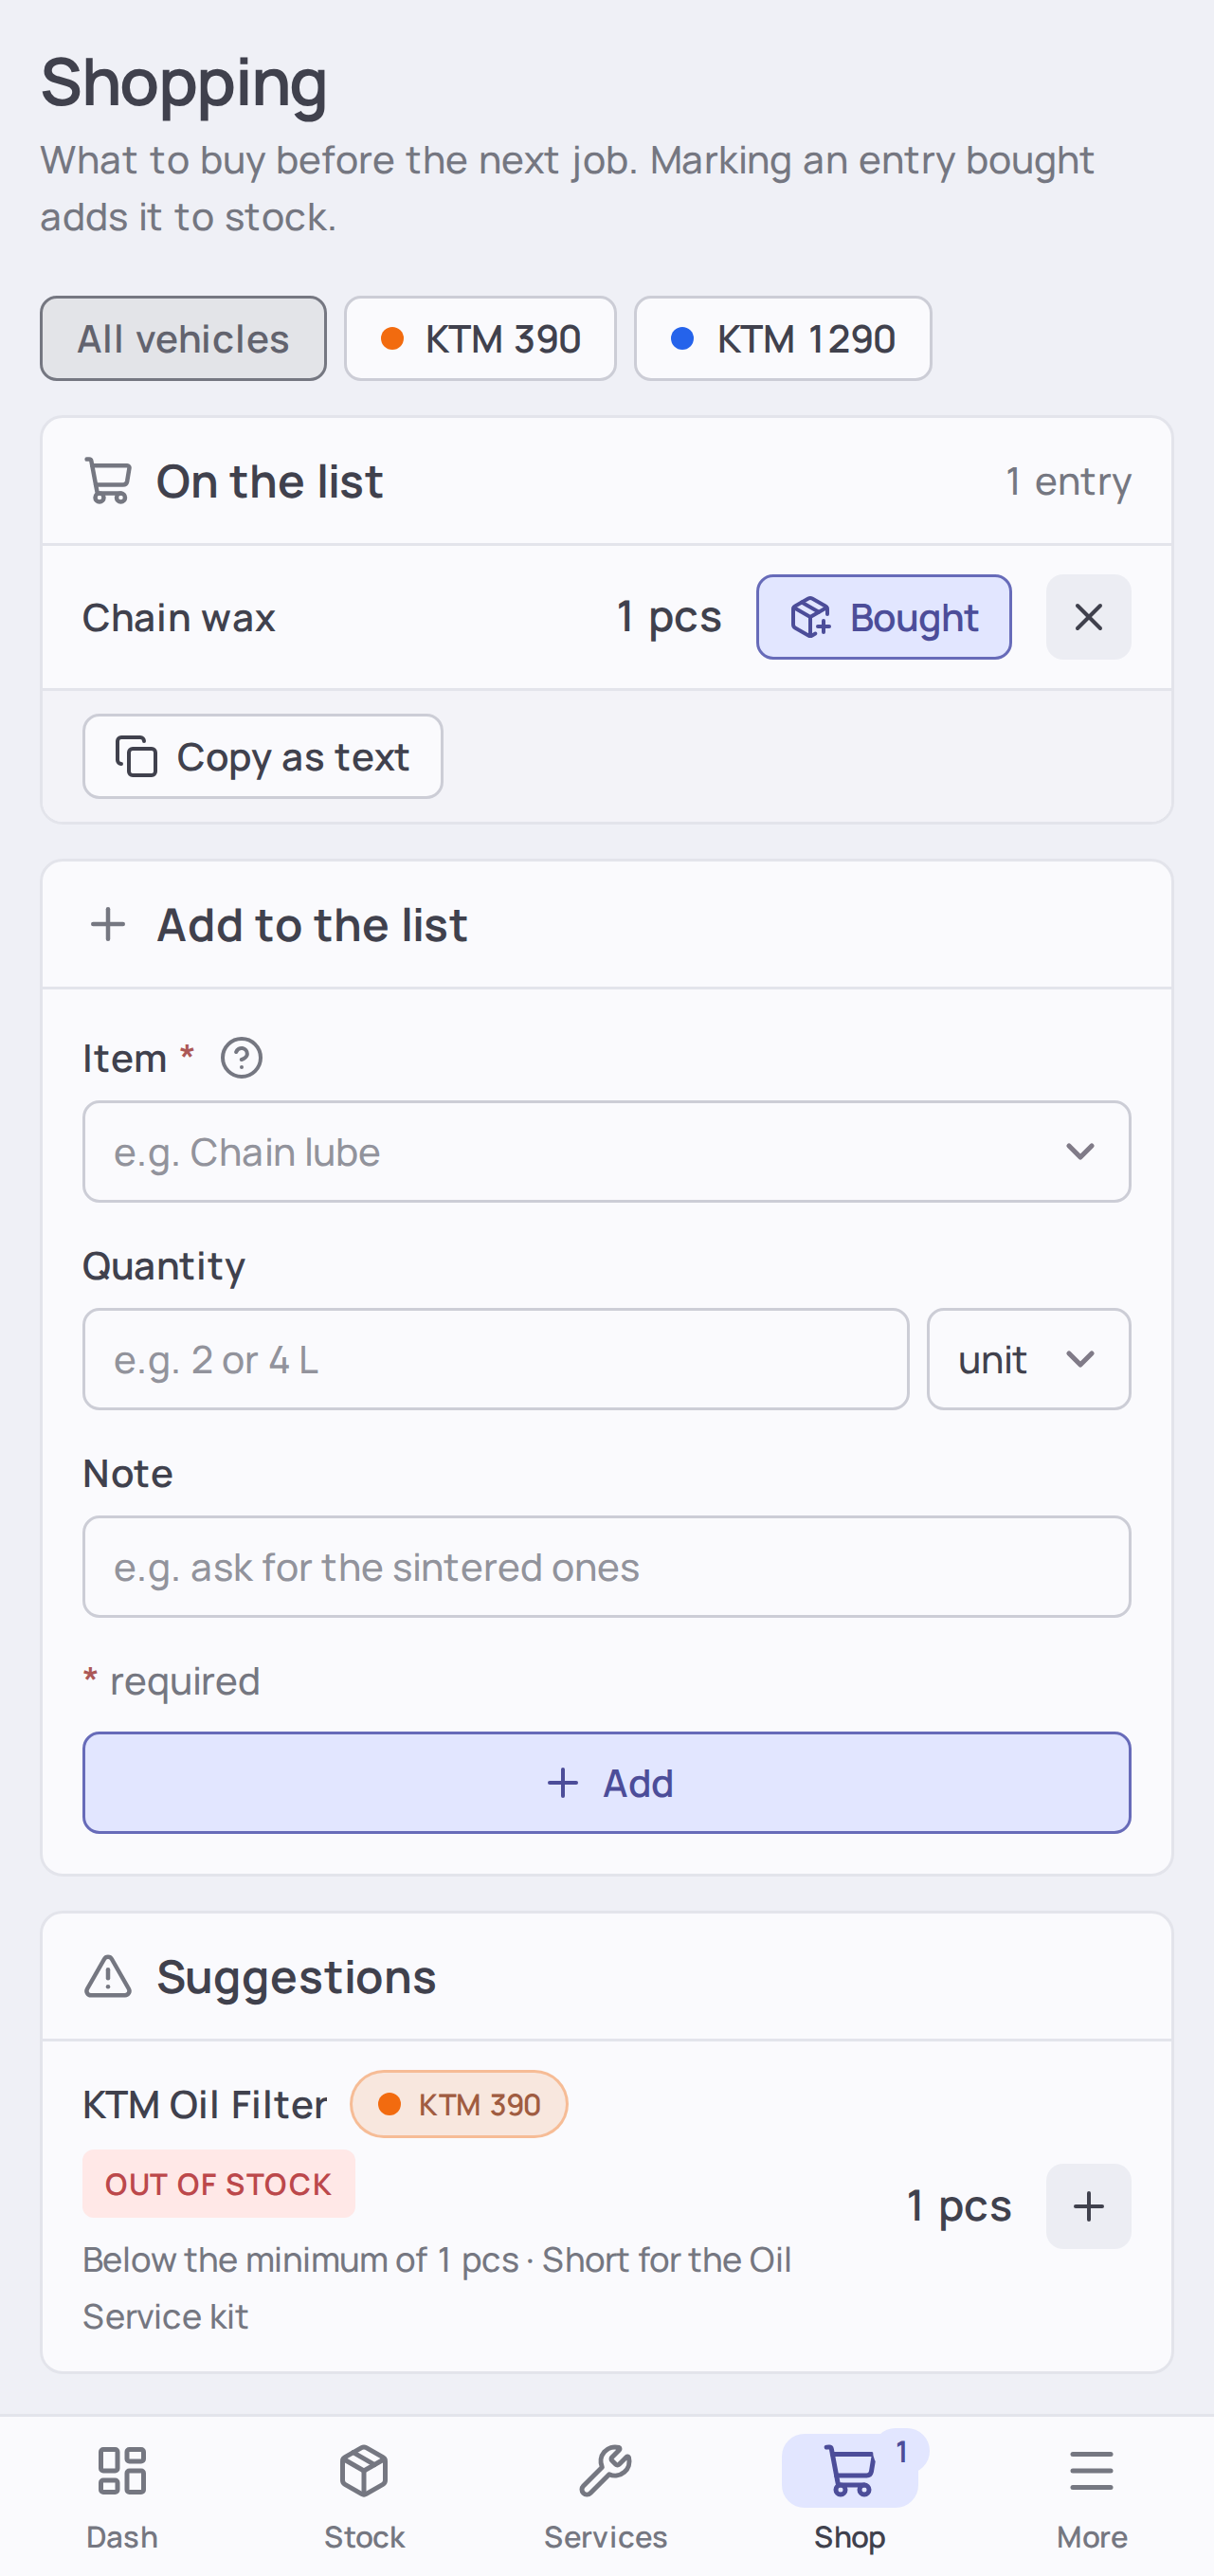 Shopping
What to buy before the next job. Marking an entry bought
adds it to stock.
All vehicles
KTM 390
KTM 1290
On the list
1 entry
Chain wax
1 pcs
Bought
Copy as text
Add to the list
Item *
e.g. Chain lube
Quantity
e.g. 2 or 4 L
unit
Note
e.g. ask for the sintered ones
* required
Add
Suggestions
KTM Oil Filter
KTM 390
OUT OF STOCK
1 pcs
Below the minimum of 1 pcs · Short for the Oil
Service kit
1
Dash
Stock
Services
Shop
More